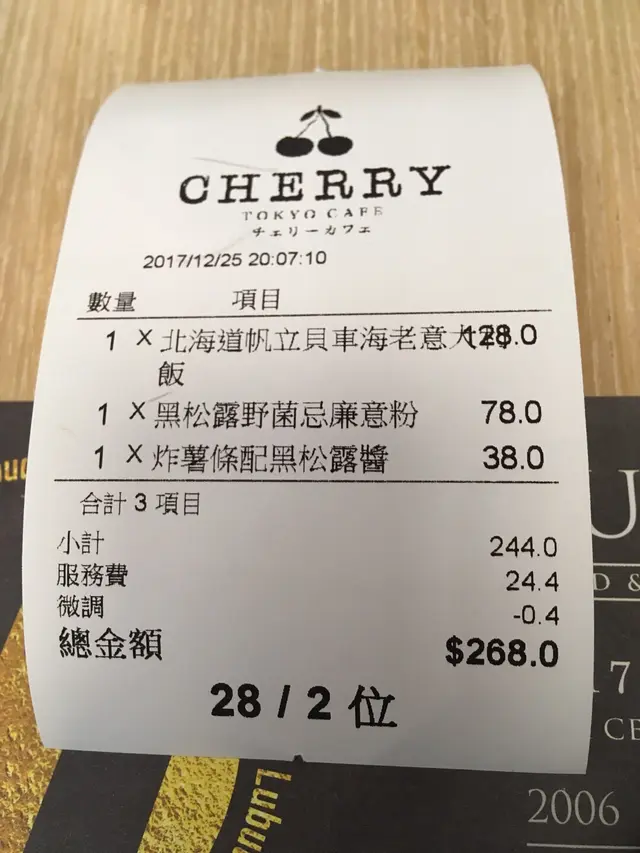 CHERRY
TOKYO CAFE
チェリーカフェ
2017/12/25 20:07:10
數量 項目
1 X 北海道帆立貝車海老意大利 128.0
飯
1 X 黑松露野菌忌廉意粉 78.0
1 X 炸薯條配黑松露醬 38.0
合計 3 項目
小計 244.0
服務費 24.4
微調 -0.4
總金額 $268.0
28 / 2 位
U
D &
17
CE
2006
Lubu